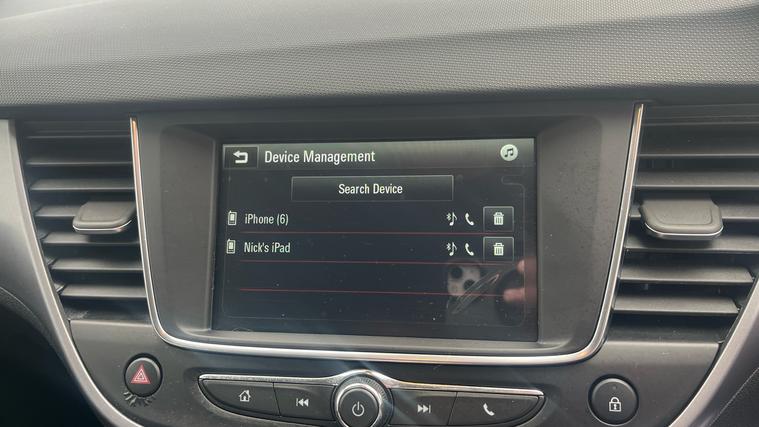 Device Management
Search Device
iPhone (6)
Nick's iPad